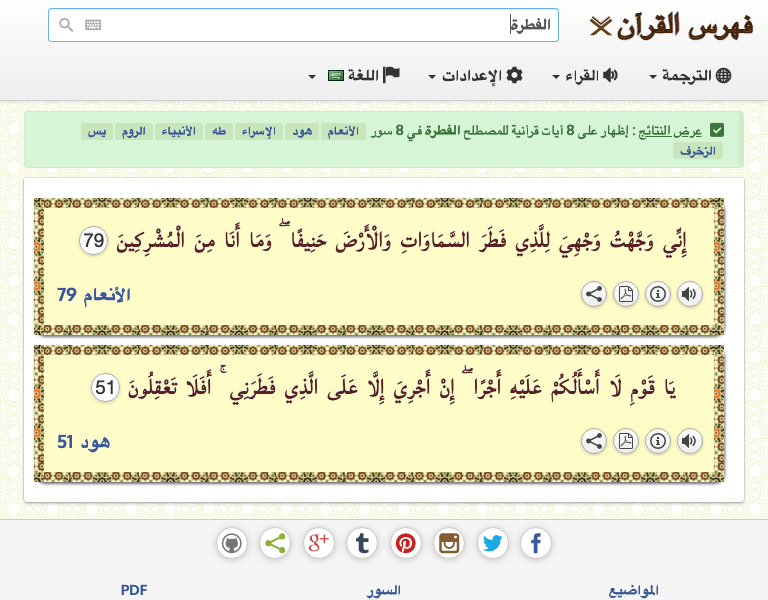 فهرس القرآن
الفطرة
الترجمة القراء الإعدادات اللغة
عرض النتائج : إظهار على 8 آيات قرآنية للمصطلح الفطرة في 8 سور الأنعام هود الإسراء طه الأنبياء الروم يس
الزخرف
إِنِّي وَجَّهْتُ وَجْهِيَ لِلَّذِي فَطَرَ السَّمَاوَاتِ وَالْأَرْضَ حَنِيفًا ۖ وَمَا أَنَا مِنَ الْمُشْرِكِينَ 79
الأنعام 79
يَا قَوْمِ لَا أَسْأَلُكُمْ عَلَيْهِ أَجْرًا ۖ إِنْ أَجْرِيَ إِلَّا عَلَى الَّذِي فَطَرَنِي ۚ أَفَلَا تَعْقِلُونَ 51
هود 51
المواضيع السور PDF